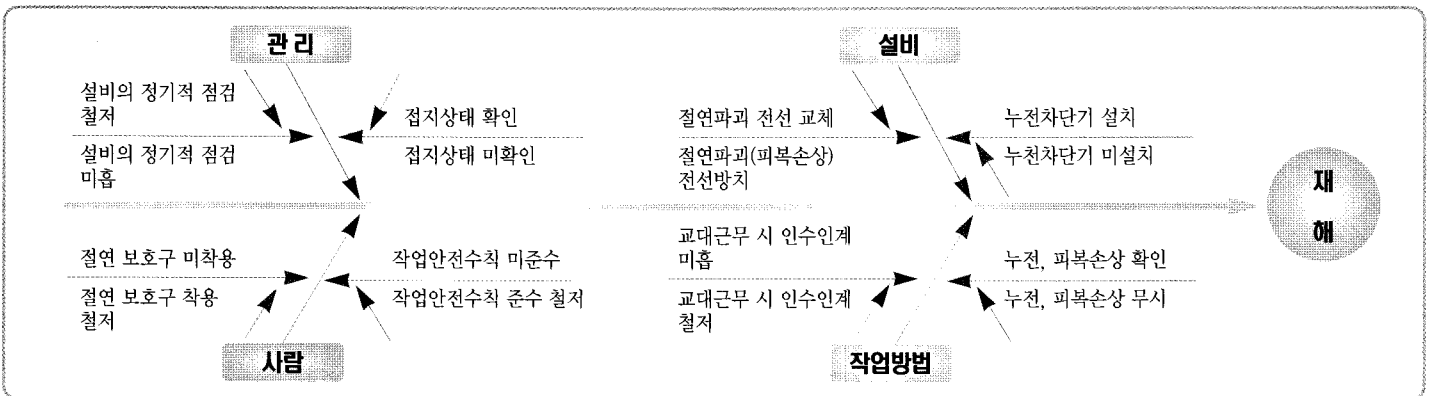 관 리
설비의 정기적 점검
철저
설비의 정기적 점검
미흡
접지상태 확인
접지상태 미확인
설비
절연파괴 전선 교체
절연파괴(피복손상)
전선방치
누전차단기 설치
누천차단기 미설치
재
해
절연 보호구 미착용
절연 보호구 착용
철저
작업안전수칙 미준수
작업안전수칙 준수 철저
사람
교대근무 시 인수인계
미흡
교대근무 시 인수인계
철저
누전, 피복손상 확인
누전, 피복손상 무시
작업방법